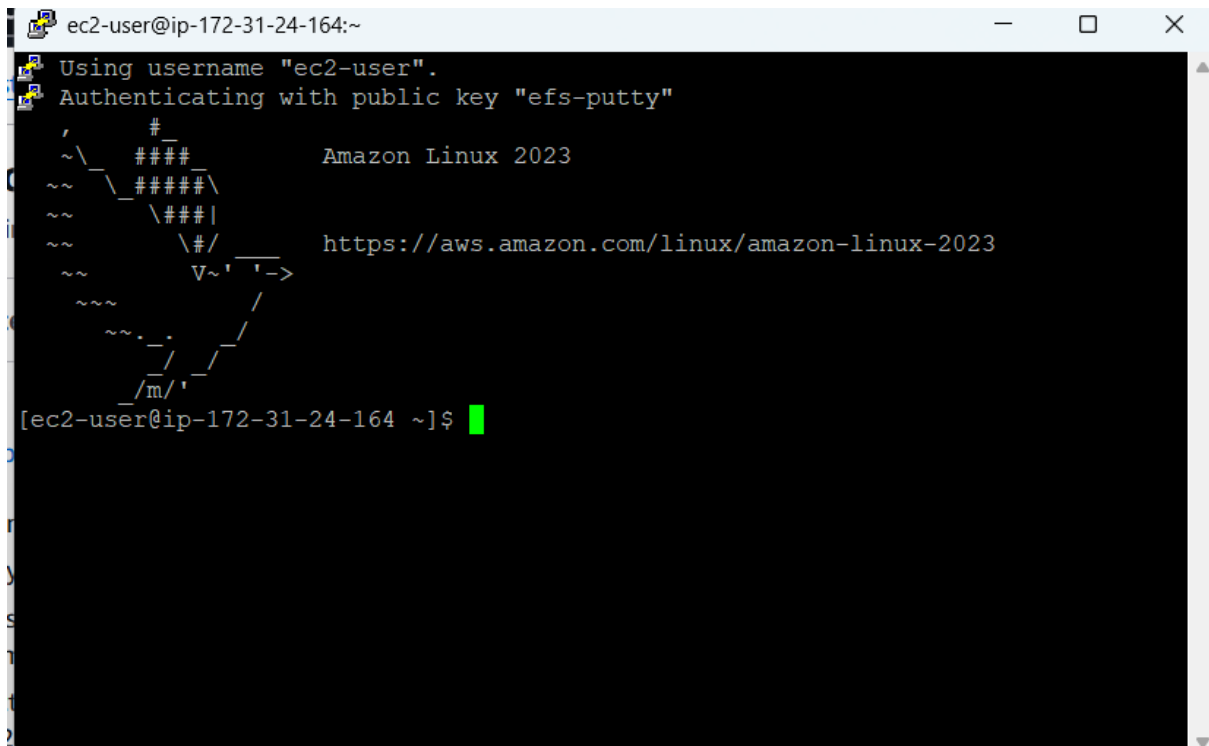 ec2-user@ip-172-31-24-164:~
Using username "ec2-user".
Authenticating with public key "efs-putty"
   ,     #_
   ~\_  ####_        Amazon Linux 2023
  ~~  \_#####\
  ~~     \###|
  ~~       \#/ ___   https://aws.amazon.com/linux/amazon-linux-2023
   ~~       V~' '->
    ~~~         /
      ~~._.   _/
         _/ _/
       _/m/'
[ec2-user@ip-172-31-24-164 ~]$